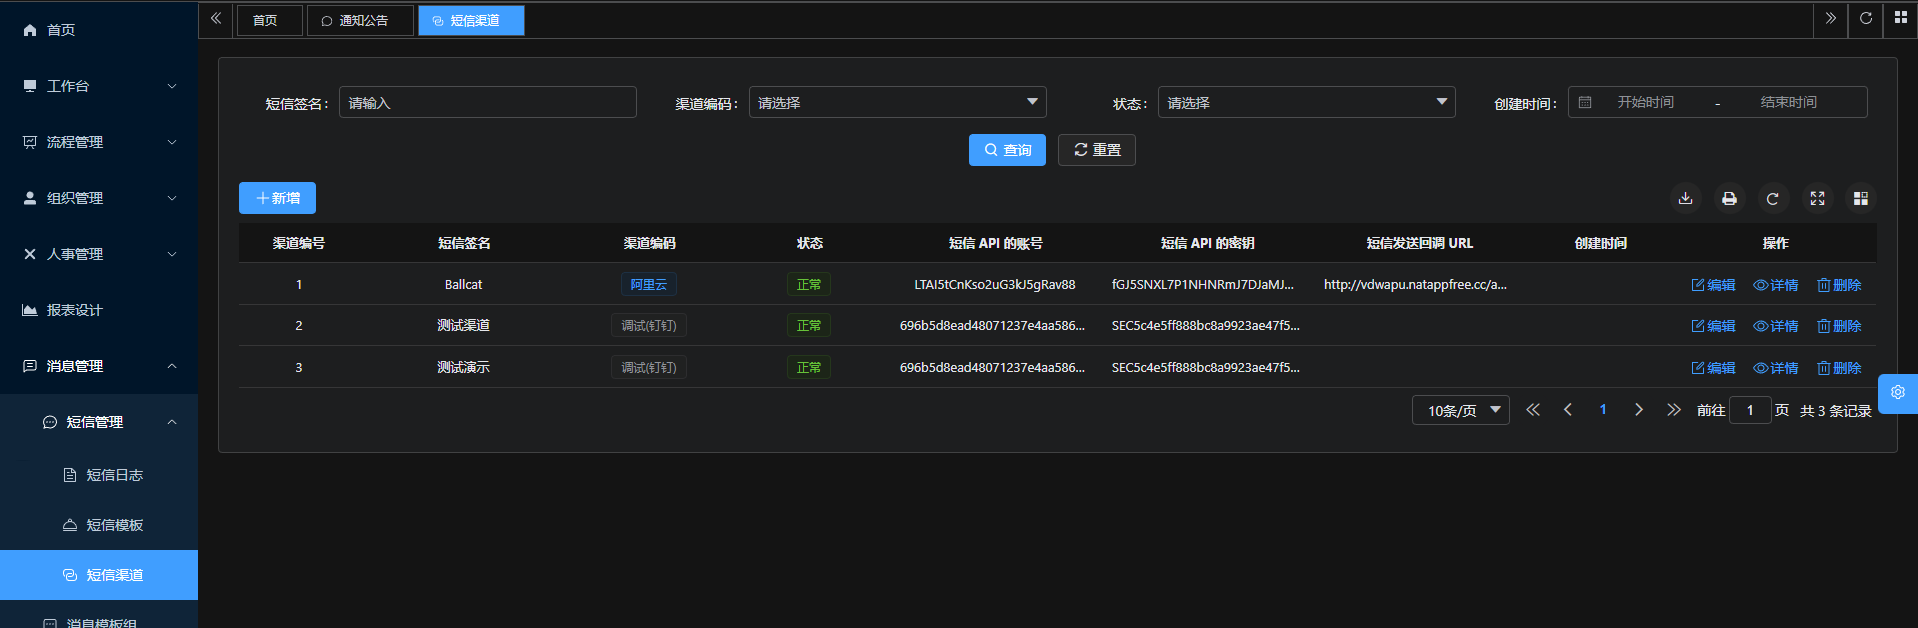 首页
工作台
流程管理
组织管理
人事管理
报表设计
消息管理
短信管理
短信日志
短信模板
短信渠道
消息模板组
首页 通知公告 短信渠道
短信签名： 请输入 渠道编码： 请选择 状态： 请选择 创建时间： 开始时间 - 结束时间
查询 重置
新增
渠道编号 短信签名 渠道编码 状态 短信 API 的账号 短信 API 的密钥 短信发送回调 URL 创建时间 操作
1 Ballcat 阿里云 正常 LTAI5tCnKso2uG3kJ5gRav88 fGJ5SNXL7P1NHNRmJ7DJaMJ... http://vdwapu.natappfree.cc/a... 编辑 详情 删除
2 测试渠道 调试(钉钉) 正常 696b5d8ead48071237e4aa586... SEC5c4e5ff888bc8a9923ae47f5... 编辑 详情 删除
3 测试演示 调试(钉钉) 正常 696b5d8ead48071237e4aa586... SEC5c4e5ff888bc8a9923ae47f5... 编辑 详情 删除
10条/页 1 前往 1 页 共 3 条记录